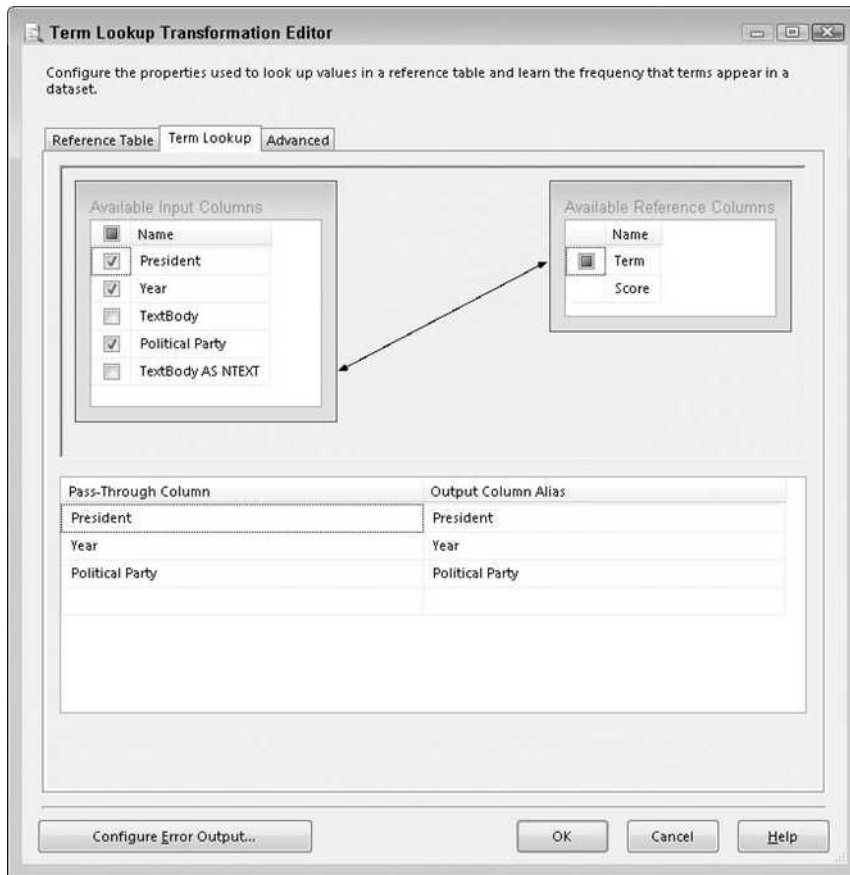 Term Lookup Transformation Editor
Configure the properties used to look up values in a reference table and learn the frequency that terms appear in a
dataset.
Reference Table Term Lookup Advanced
Available Input Columns
Name
President
Year
TextBody
Political Party
TextBody AS NTEXT
Available Reference Columns
Name
Term
Score
Pass-Through Column Output Column Alias
President President
Year Year
Political Party Political Party
Configure Error Output... OK Cancel Help